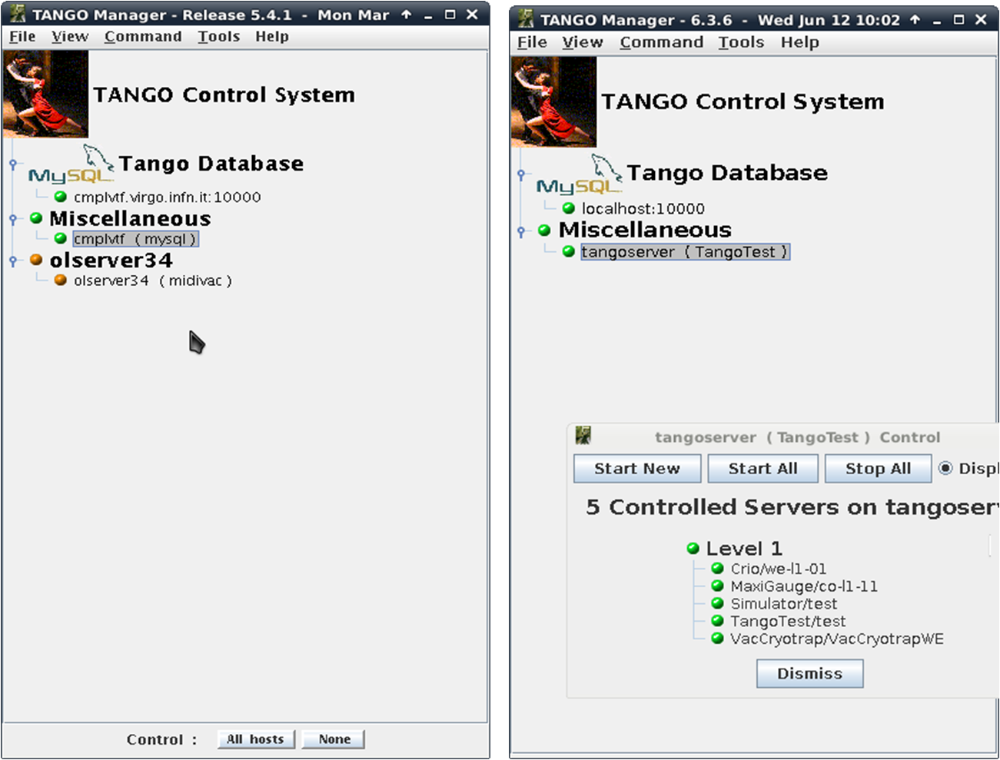 TANGO Manager - Release 5.4.1 - Mon Mar
File View Command Tools Help
TANGO Control System
MySQL Tango Database
cmplvtf.virgo.infn.it:10000
Miscellaneous
cmplvtf ( mysql )
olserver34
olserver34 ( midivac )
Control : All hosts None
TANGO Manager - 6.3.6 - Wed Jun 12 10:02
File View Command Tools Help
TANGO Control System
MySQL Tango Database
localhost:10000
Miscellaneous
tangoserver ( TangoTest )
tangoserver ( TangoTest ) Control
Start New Start All Stop All Displ
5 Controlled Servers on tangoserv
Level 1
Crio/we-l1-01
MaxiGauge/co-l1-11
Simulator/test
TangoTest/test
VacCryotrap/VacCryotrapWE
Dismiss